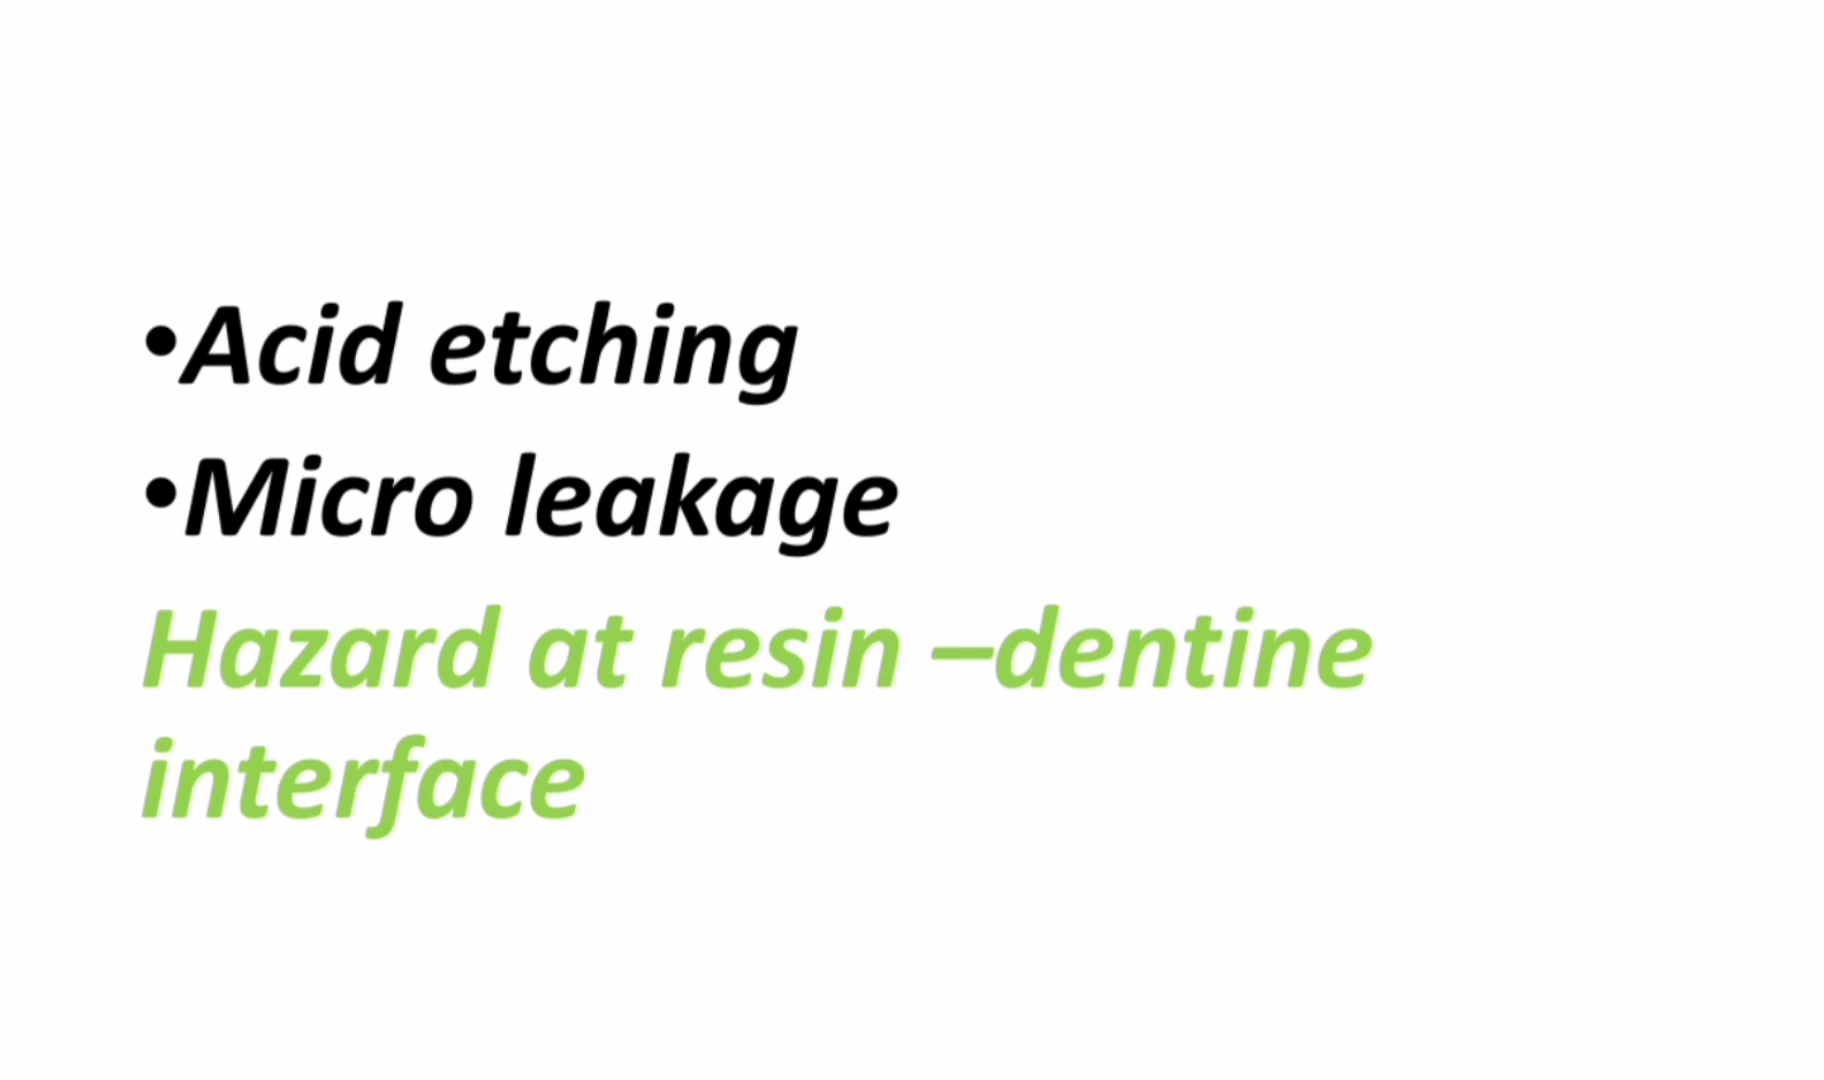 •Acid etching
•Micro leakage
Hazard at resin –dentine
interface